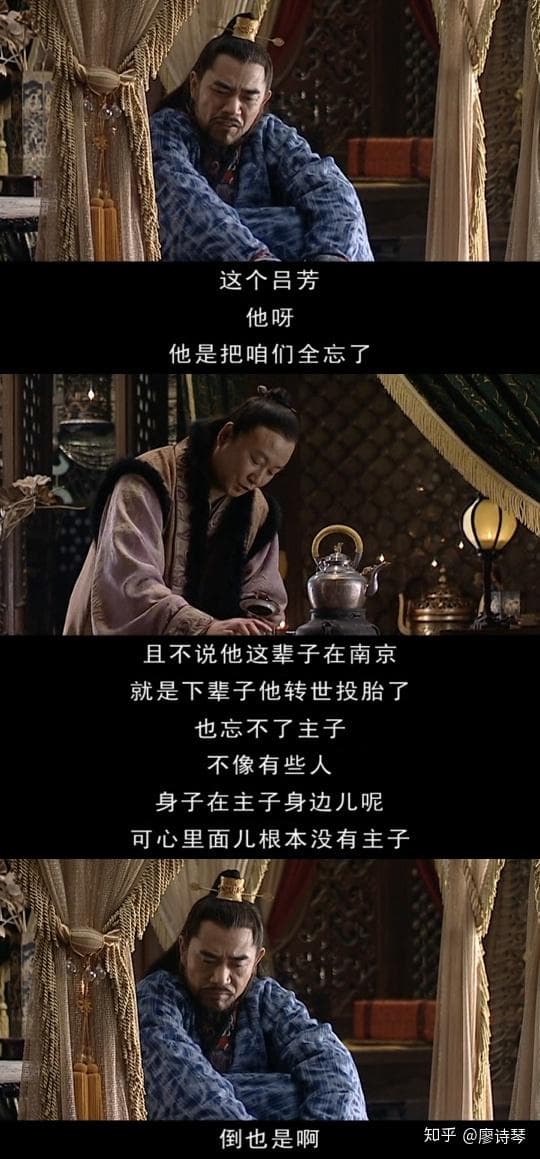 这个吕芳
他呀
他是把咱们全忘了
且不说他这辈子在南京
就是下辈子他转世投胎了
也忘不了主子
不像有些人
身子在主子身边儿呢
可心里面儿根本没有主子
倒也是啊
知乎 @廖诗琴